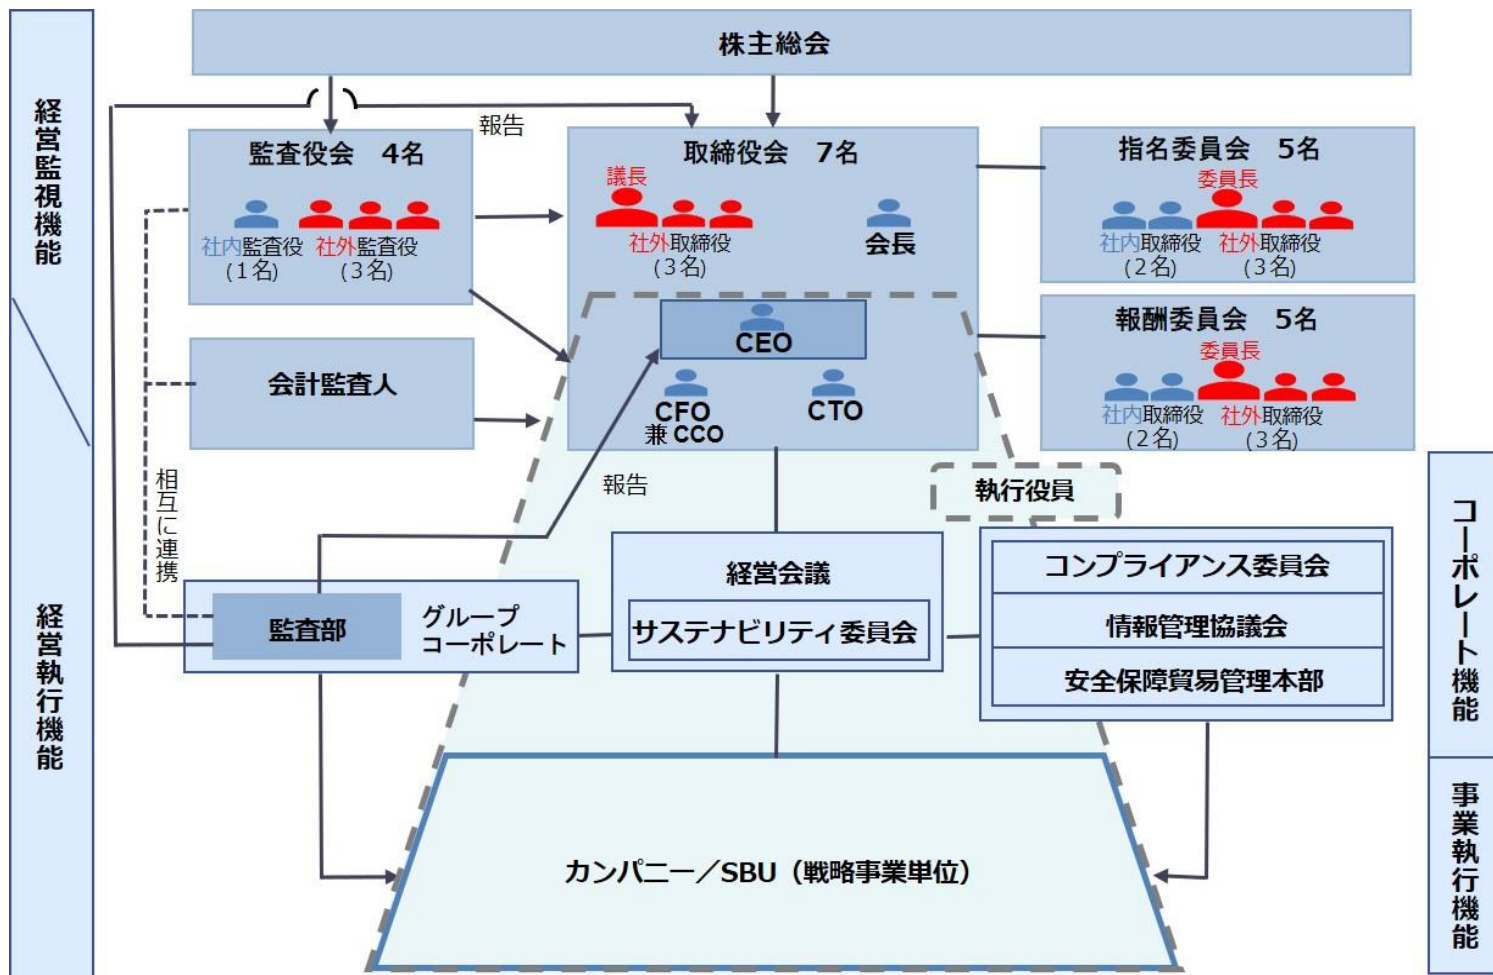 株主総会
経営監視機能
経営執行機能
報告
監査役会 4名
社内監査役
(1名)
社外監査役
(3名)
取締役会 7名
議長
社外取締役
(3名)
会長
CEO
CFO
兼 CCO
CTO
指名委員会 5名
委員長
社内取締役
(2名)
社外取締役
(3名)
報酬委員会 5名
委員長
社内取締役
(2名)
社外取締役
(3名)
会計監査人
相互に連携
報告
執行役員
監査部
グループ
コーポレート
経営会議
サステナビリティ委員会
コンプライアンス委員会
情報管理協議会
安全保障貿易管理本部
コーポレート機能
事業執行機能
カンパニー/SBU(戦略事業単位)